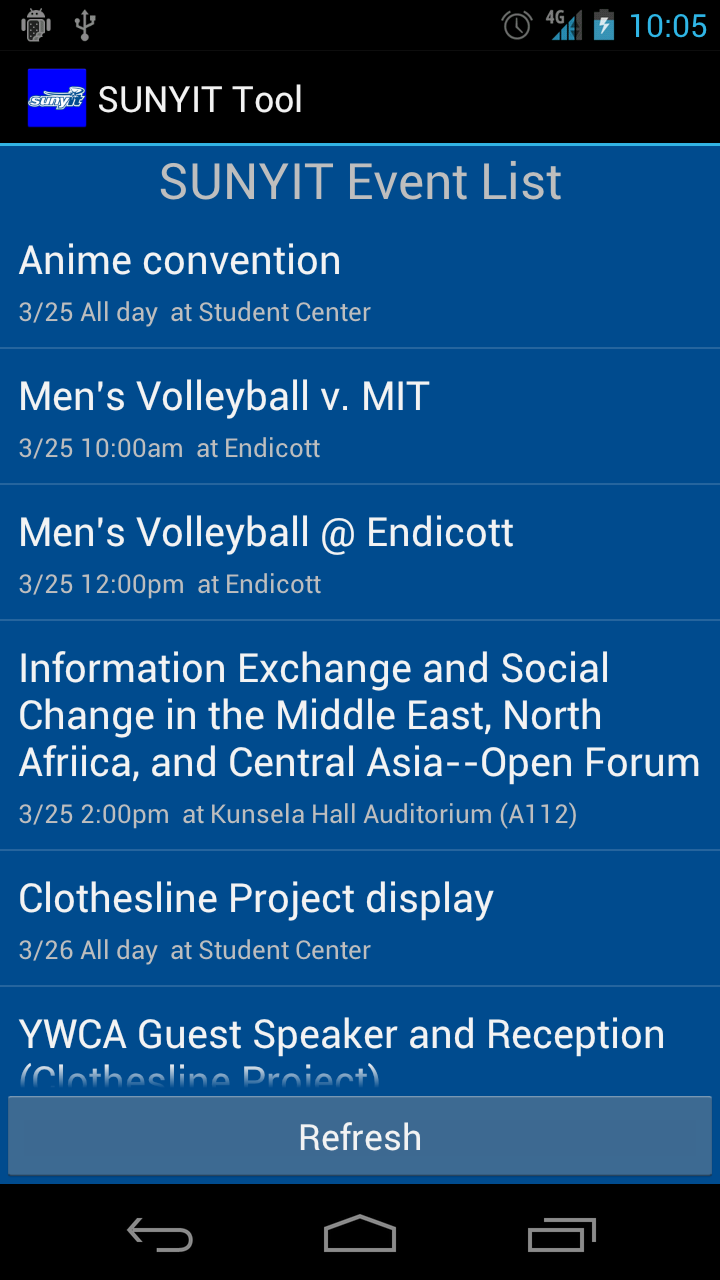 4G 10:05
sunyit SUNYIT Tool
SUNYIT Event List
Anime convention
3/25 All day at Student Center
Men's Volleyball v. MIT
3/25 10:00am at Endicott
Men's Volleyball @ Endicott
3/25 12:00pm at Endicott
Information Exchange and Social
Change in the Middle East, North
Afriica, and Central Asia--Open Forum
3/25 2:00pm at Kunsela Hall Auditorium (A112)
Clothesline Project display
3/26 All day at Student Center
YWCA Guest Speaker and Reception
(Clothesline Project)
Refresh